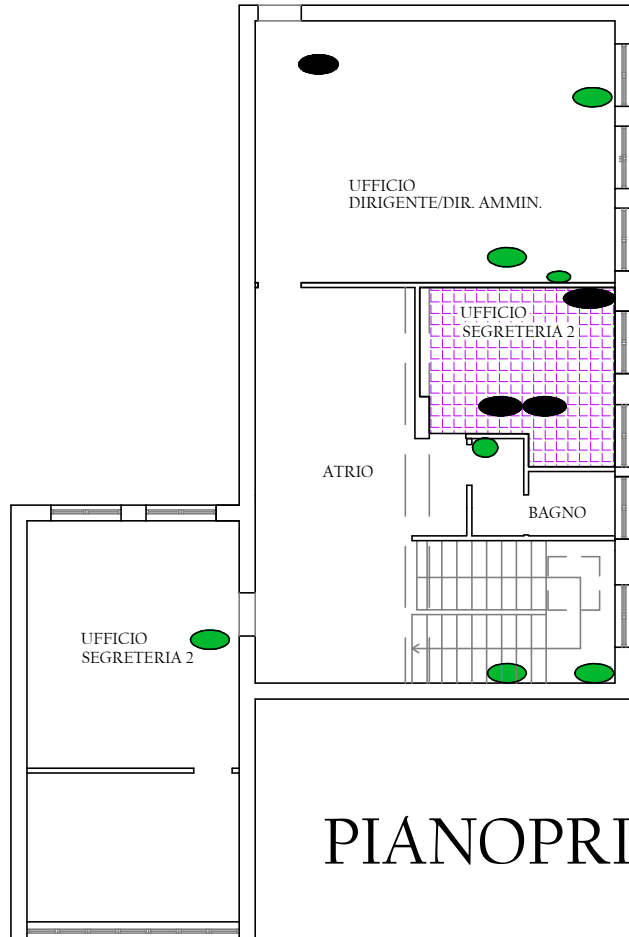 UFFICIO
DIRIGENTE/DIR. AMMIN.
UFFICIO
SEGRETERIA 2
ATRIO
BAGNO
UFFICIO
SEGRETERIA 2
PIANOPRI